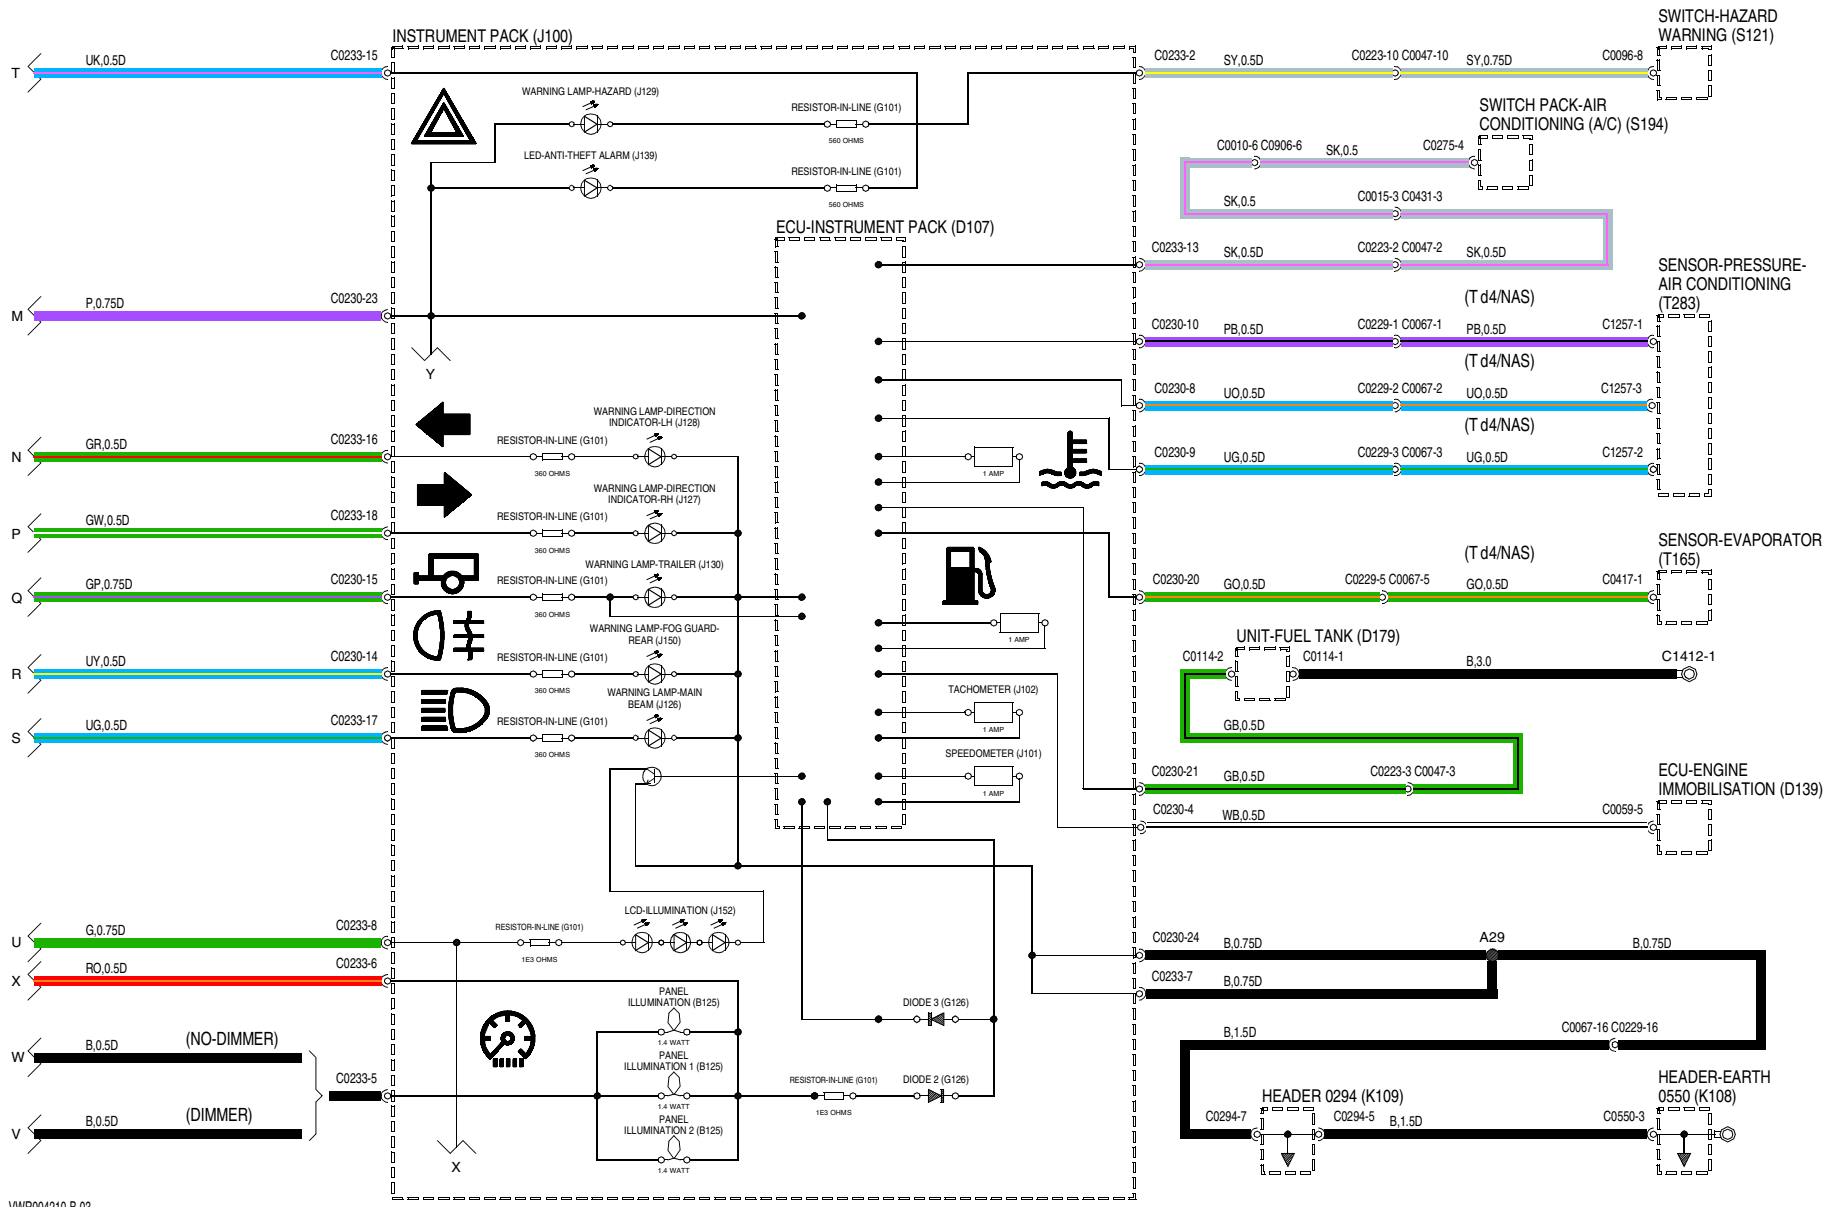 INSTRUMENT PACK (J100)
SWITCH-HAZARD
WARNING (S121)
T
UK,0.5D
C0233-15
C0233-2
SY,0.5D
C0223-10 C0047-10
SY,0.75D
C0096-8
WARNING LAMP-HAZARD (J129)
RESISTOR-IN-LINE (G101)
560 OHMS
SWITCH PACK-AIR
CONDITIONING (A/C) (S194)
LED-ANTI-THEFT ALARM (J139)
RESISTOR-IN-LINE (G101)
560 OHMS
C0010-6 C0906-6
SK,0.5
C0275-4
SK,0.5
C0015-3 C0431-3
ECU-INSTRUMENT PACK (D107)
C0233-13
SK,0.5D
C0223-2 C0047-2
SK,0.5D
SENSOR-PRESSURE-
AIR CONDITIONING
(T283)
M
P,0.75D
C0230-23
Y
(T d4/NAS)
C0230-10
PB,0.5D
C0229-1 C0067-1
PB,0.5D
C1257-1
(T d4/NAS)
C0230-8
UO,0.5D
C0229-2 C0067-2
UO,0.5D
C1257-3
(T d4/NAS)
C0230-9
UG,0.5D
C0229-3 C0067-3
UG,0.5D
C1257-2
N
GR,0.5D
C0233-16
RESISTOR-IN-LINE (G101)
360 OHMS
WARNING LAMP-DIRECTION
INDICATOR-LH (J128)
1 AMP
P
GW,0.5D
C0233-18
RESISTOR-IN-LINE (G101)
360 OHMS
WARNING LAMP-DIRECTION
INDICATOR-RH (J127)
SENSOR-EVAPORATOR
(T165)
(T d4/NAS)
C0230-20
GO,0.5D
C0229-5 C0067-5
GO,0.5D
C0417-1
Q
GP,0.75D
C0230-15
RESISTOR-IN-LINE (G101)
360 OHMS
WARNING LAMP-TRAILER (J130)
1 AMP
UNIT-FUEL TANK (D179)
C0114-2
C0114-1
B,3.0
C1412-1
R
UY,0.5D
C0230-14
RESISTOR-IN-LINE (G101)
360 OHMS
WARNING LAMP-FOG GUARD-
REAR (J150)
TACHOMETER (J102)
1 AMP
GB,0.5D
S
UG,0.5D
C0233-17
RESISTOR-IN-LINE (G101)
360 OHMS
WARNING LAMP-MAIN
BEAM (J126)
SPEEDOMETER (J101)
1 AMP
C0230-21
GB,0.5D
C0223-3 C0047-3
ECU-ENGINE
IMMOBILISATION (D139)
C0230-4
WB,0.5D
C0059-5
U
G,0.75D
C0233-8
RESISTOR-IN-LINE (G101)
1E3 OHMS
LCD-ILLUMINATION (J152)
C0230-24
B,0.75D
A29
B,0.75D
X
RO,0.5D
C0233-6
C0233-7
B,0.75D
PANEL
ILLUMINATION (B125)
1.4 WATT
DIODE 3 (G126)
B,1.5D
C0067-16 C0229-16
W
B,0.5D
(NO-DIMMER)
PANEL
ILLUMINATION 1 (B125)
1.4 WATT
C0233-5
RESISTOR-IN-LINE (G101)
1E3 OHMS
DIODE 2 (G126)
HEADER 0294 (K109)
HEADER-EARTH
0550 (K108)
V
B,0.5D
(DIMMER)
PANEL
ILLUMINATION 2 (B125)
1.4 WATT
C0294-7
C0294-5
B,1.5D
C0550-3
X